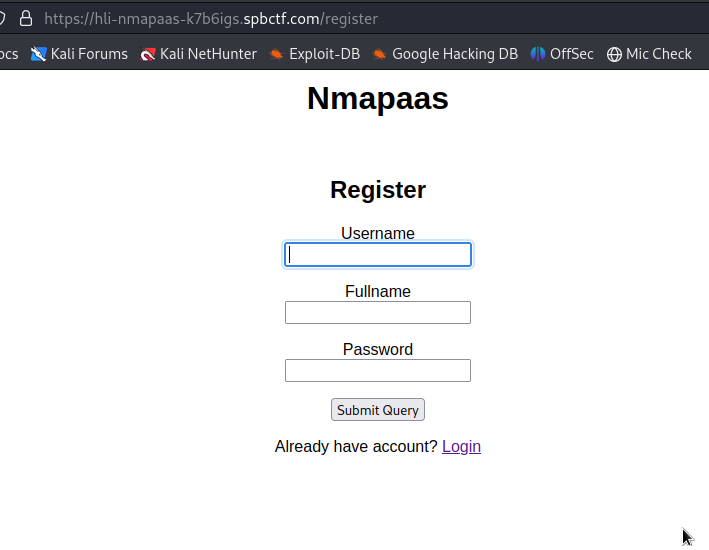 https://hli-nmapaas-k7b6igs.spbctf.com/register
ocs Kali Forums Kali NetHunter Exploit-DB Google Hacking DB OffSec Mic Check
Nmapaas
Register
Username
Fullname
Password
Submit Query
Already have account? Login